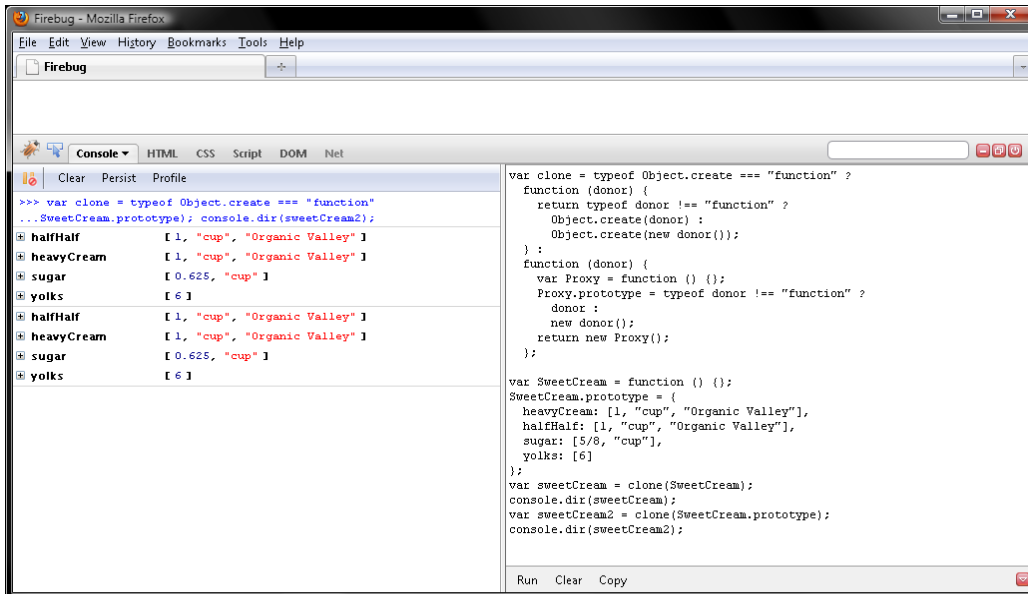 Firebug - Mozilla Firefox
File Edit View History Bookmarks Tools Help
Firebug
Console HTML CSS Script DOM Net
Clear Persist Profile
>>> var clone = typeof Object.create === "function"
...SweetCream.prototype); console.dir(sweetCream2);
halfHalf [ 1, "cup", "Organic Valley" ]
heavyCream [ 1, "cup", "Organic Valley" ]
sugar [ 0.625, "cup" ]
yolks [ 6 ]
halfHalf [ 1, "cup", "Organic Valley" ]
heavyCream [ 1, "cup", "Organic Valley" ]
sugar [ 0.625, "cup" ]
yolks [ 6 ]
var clone = typeof Object.create === "function" ?
  function (donor) {
    return typeof donor !== "function" ?
      Object.create(donor) :
      Object.create(new donor());
  } :
  function (donor) {
    var Proxy = function () {};
    Proxy.prototype = typeof donor !== "function" ?
      donor :
      new donor();
    return new Proxy();
  };
var SweetCream = function () {};
SweetCream.prototype = {
  heavyCream: [1, "cup", "Organic Valley"],
  halfHalf: [1, "cup", "Organic Valley"],
  sugar: [5/8, "cup"],
  yolks: [6]
};
var sweetCream = clone(SweetCream);
console.dir(sweetCream);
var sweetCream2 = clone(SweetCream.prototype);
console.dir(sweetCream2);
Run Clear Copy